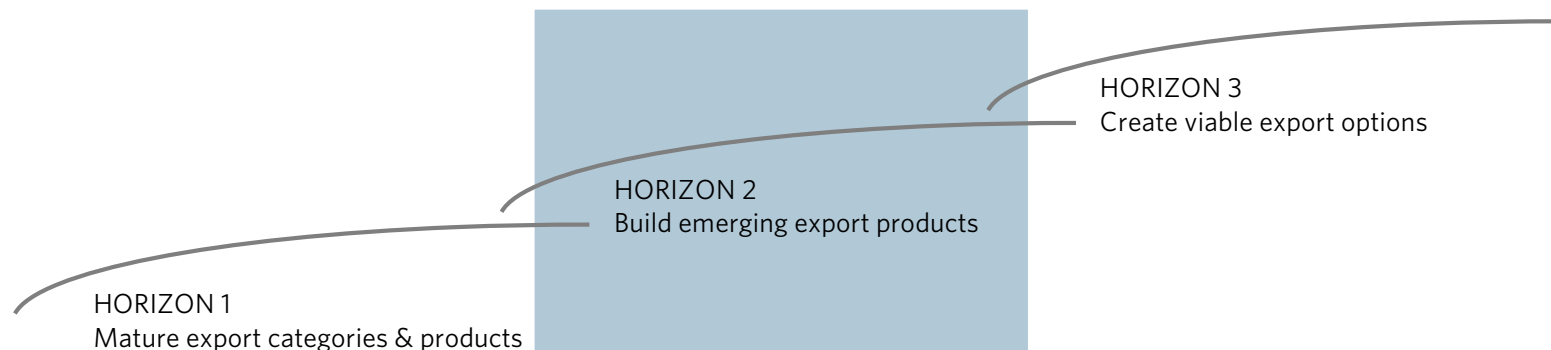 HORIZON 1
Mature export categories & products
HORIZON 2
Build emerging export products
HORIZON 3
Create viable export options